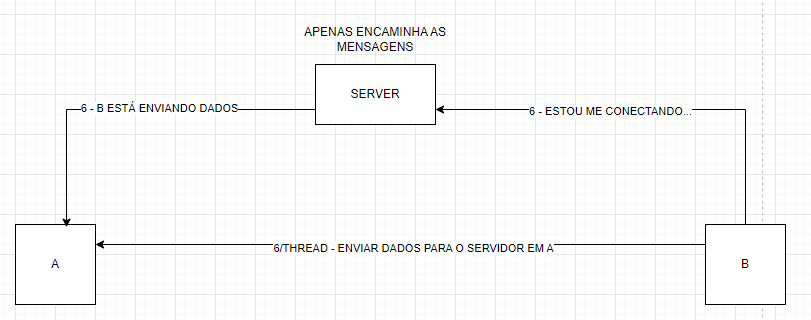 APENAS ENCAMINHA AS
MENSAGENS
SERVER
6 - B ESTÁ ENVIANDO DADOS
6 - ESTOU ME CONECTANDO...
6/THREAD - ENVIAR DADOS PARA O SERVIDOR EM A
A
B